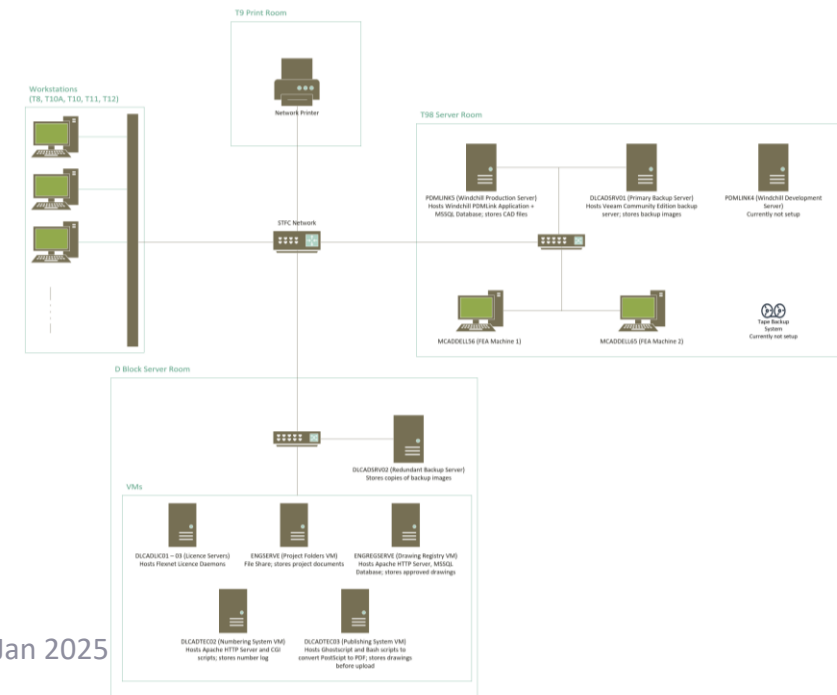 T9 Print Room
Network Printer
Workstations
(T8, T10A, T10, T11, T12)
STFC Network
T9B Server Room
PDMLINK5 (Windchill Production Server)
Hosts Windchill PDMLink Application +
MSSQL Database; stores CAD files
DLCADSRV01 (Primary Backup Server)
Hosts Veeam Community Edition backup
server; stores backup images
PDMLINK4 (Windchill Development
Server)
Currently not setup
MCADDELL56 (FEA Machine 1)
MCADDELL65 (FEA Machine 2)
Tape Backup
System
Currently not setup
D Block Server Room
DLCADSRV02 (Redundant Backup Server)
Stores copies of backup images
VMs
DLCADLIC01 – 03 (Licence Servers)
Hosts Flexnet Licence Daemons
ENGSERVE (Project Folders VM)
File Share; stores project documents
ENGREGSERVE (Drawing Registry VM)
Hosts Apache HTTP Server, MSSQL
Database; stores approved drawings
DLCADTEC02 (Numbering System VM)
Hosts Apache HTTP Server and CGI
scripts; stores number log
DLCADTEC03 (Publishing System VM)
Hosts Ghostscript and Bash scripts to
convert PostScipt to PDF; stores drawings
before upload
Jan 2025